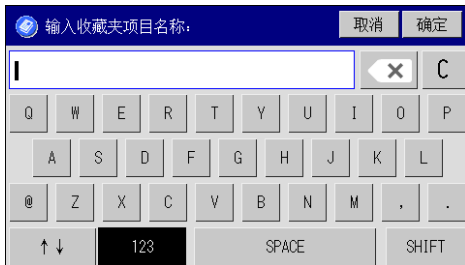 输入收藏夹项目名称： 取消 确定
C
Q W E R T Y U I O P
A S D F G H J K L
@ Z X C V B N M , .
↑↓ 123 SPACE SHIFT